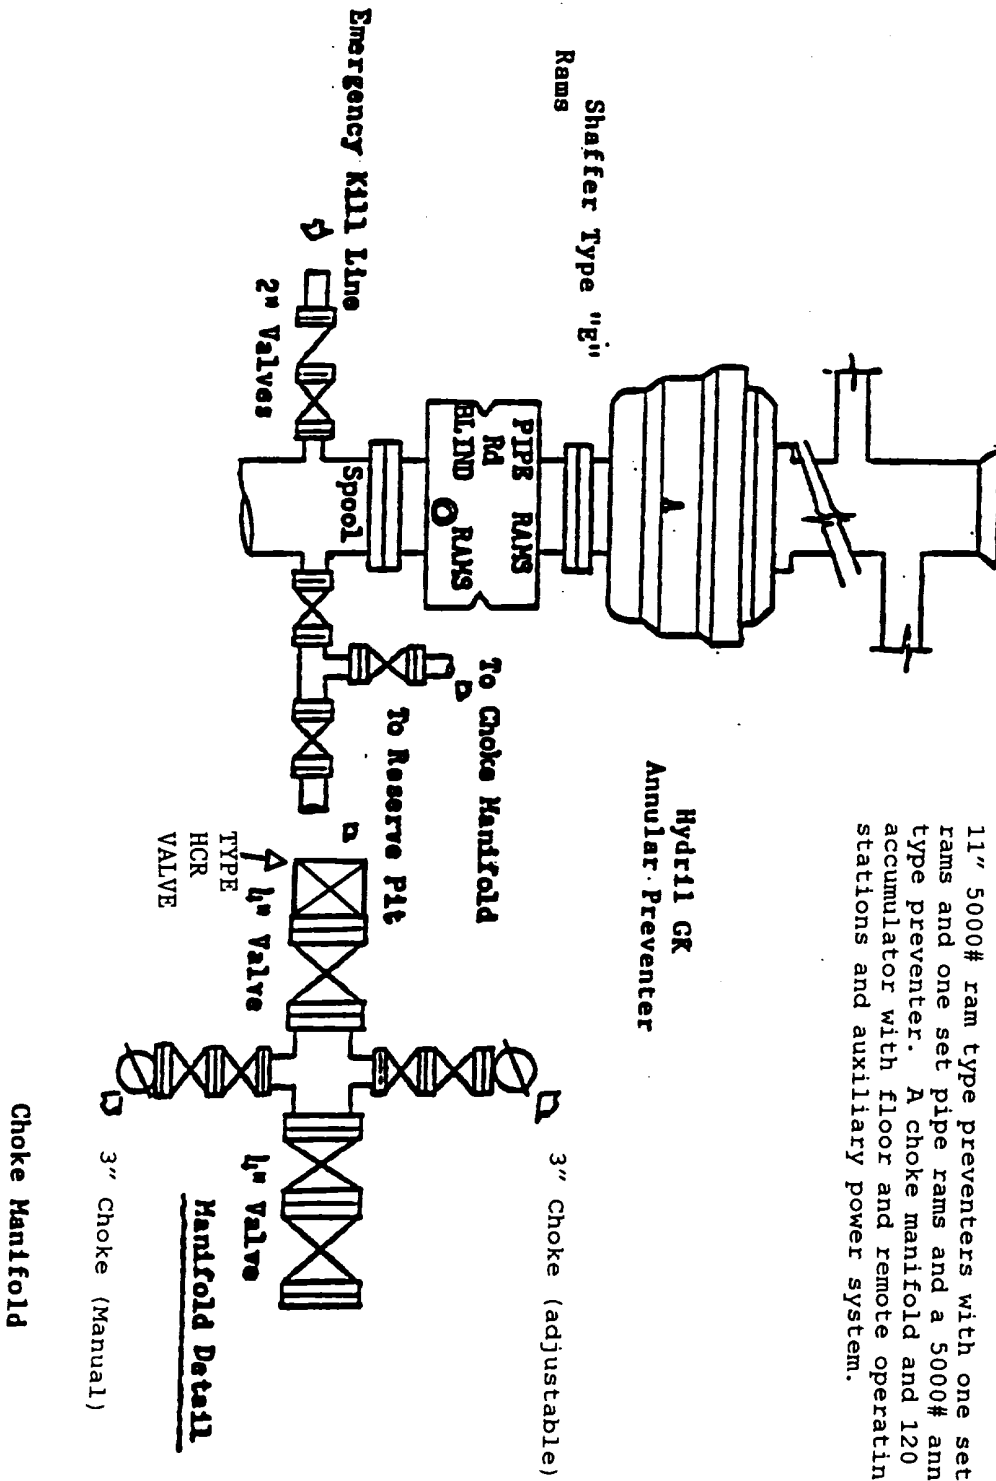 11" 5000# ram type preventers with one set
rams and one set pipe rams and a 5000# ann
type preventer. A choke manifold and 120
accumulator with floor and remote operatin
stations and auxiliary power system.
Shaffer Type "E"
Rams
Hydril GK
Annular Preventer
PIPE RAMS
Rd
BLIND RAMS
Spool
Emergency Kill Line
2" Valves
To Choke Manifold
To Reserve Pit
TYPE
HCR
VALVE
4" Valve
4" Valve
3" Choke (adjustable)
3" Choke (Manual)
Manifold Detail
Choke Manifold